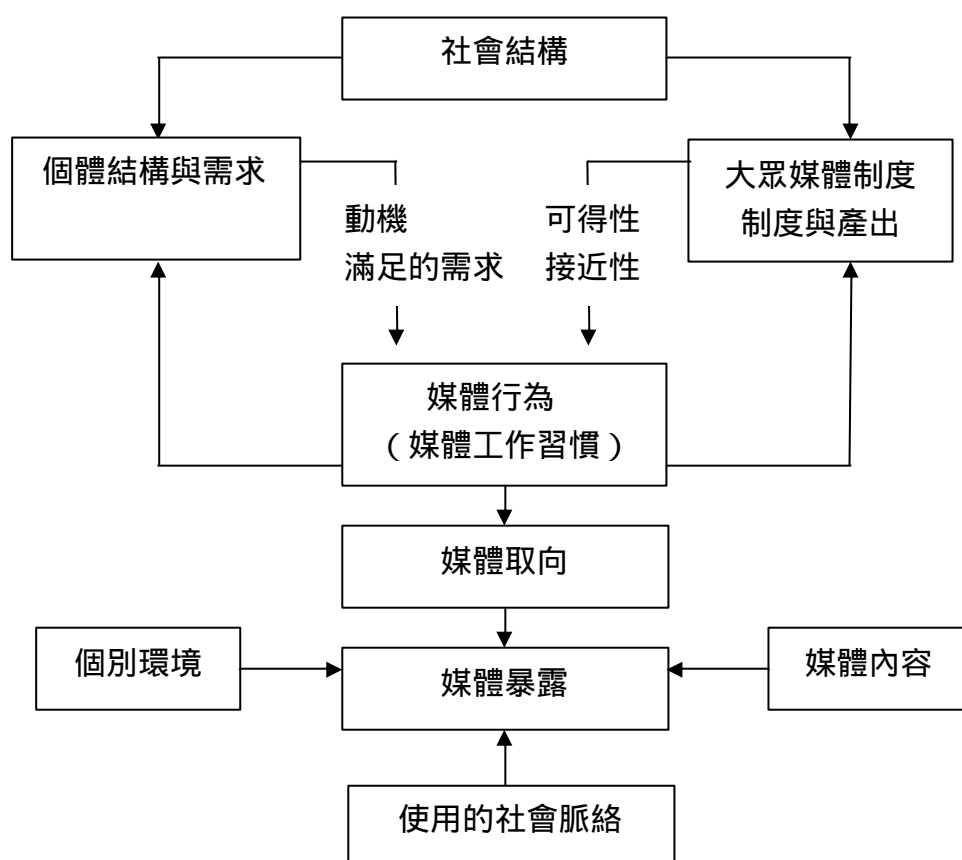 社會結構
個體結構與需求
大眾媒體制度
制度與產出
動機
滿足的需求
可得性
接近性
媒體行為
（媒體工作習慣）
媒體取向
個別環境
媒體暴露
媒體內容
使用的社會脈絡